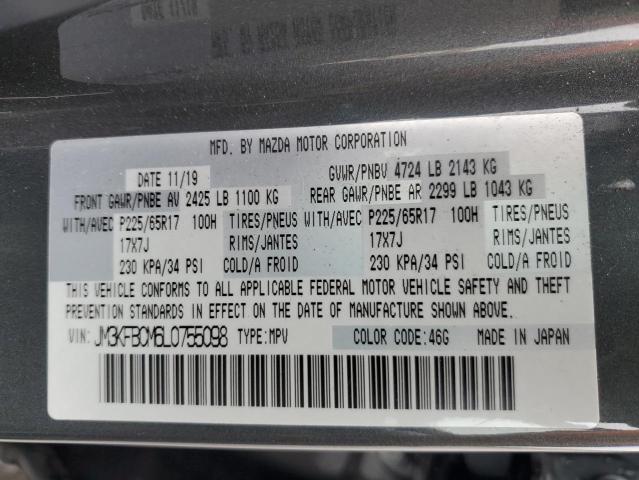 MFD. BY MAZDA MOTOR CORPORATION
DATE 11/19 GVWR/PNBV 4724 LB 2143 KG
FRONT GAWR/PNBE AV 2425 LB 1100 KG REAR GAWR/PNBE AR 2299 LB 1043 KG
WITH/AVEC P225/65R17 100H TIRES/PNEUS WITH/AVEC P225/65R17 100H TIRES/PNEUS
17X7J RIMS/JANTES 17X7J RIMS/JANTES
230 KPA/34 PSI COLD/A FROID 230 KPA/34 PSI COLD/A FROID
THIS VEHICLE CONFORMS TO ALL APPLICABLE FEDERAL MOTOR VEHICLE SAFETY AND THEFT
PREVENTION STANDARDS IN EFFECT ON THE DATE OF MANUFACTURE SHOWN ABOVE.
VIN: JM3KFBCM6L0755098 TYPE:MPV COLOR CODE:46G MADE IN JAPAN